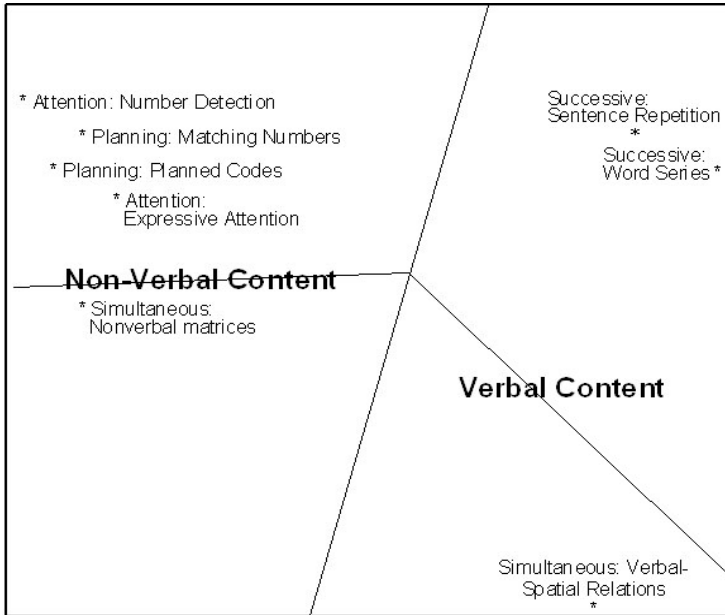 * Attention: Number Detection
* Planning: Matching Numbers
* Planning: Planned Codes
* Attention:
Expressive Attention
Non-Verbal Content
* Simultaneous:
Nonverbal matrices
Successive:
Sentence Repetition
*
Successive:
Word Series *
Verbal Content
Simultaneous: Verbal-
Spatial Relations
*